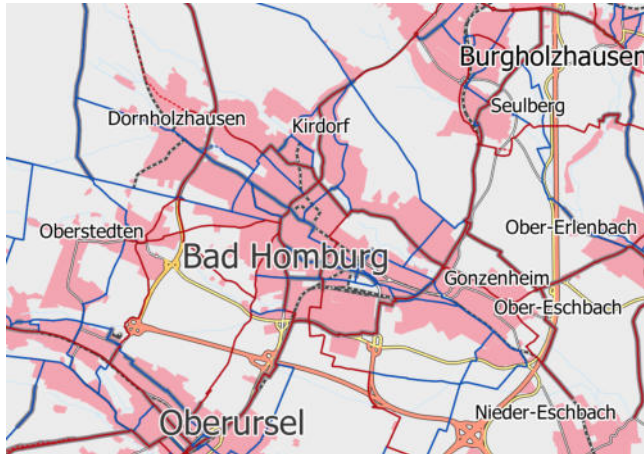 Burgholzhausen
Seulberg
Dornholzhausen
Kirdorf
Oberstedten
Ober-Erlenbach
Bad Homburg
Gonzenheim
Ober-Eschbach
Nieder-Eschbach
Oberursel